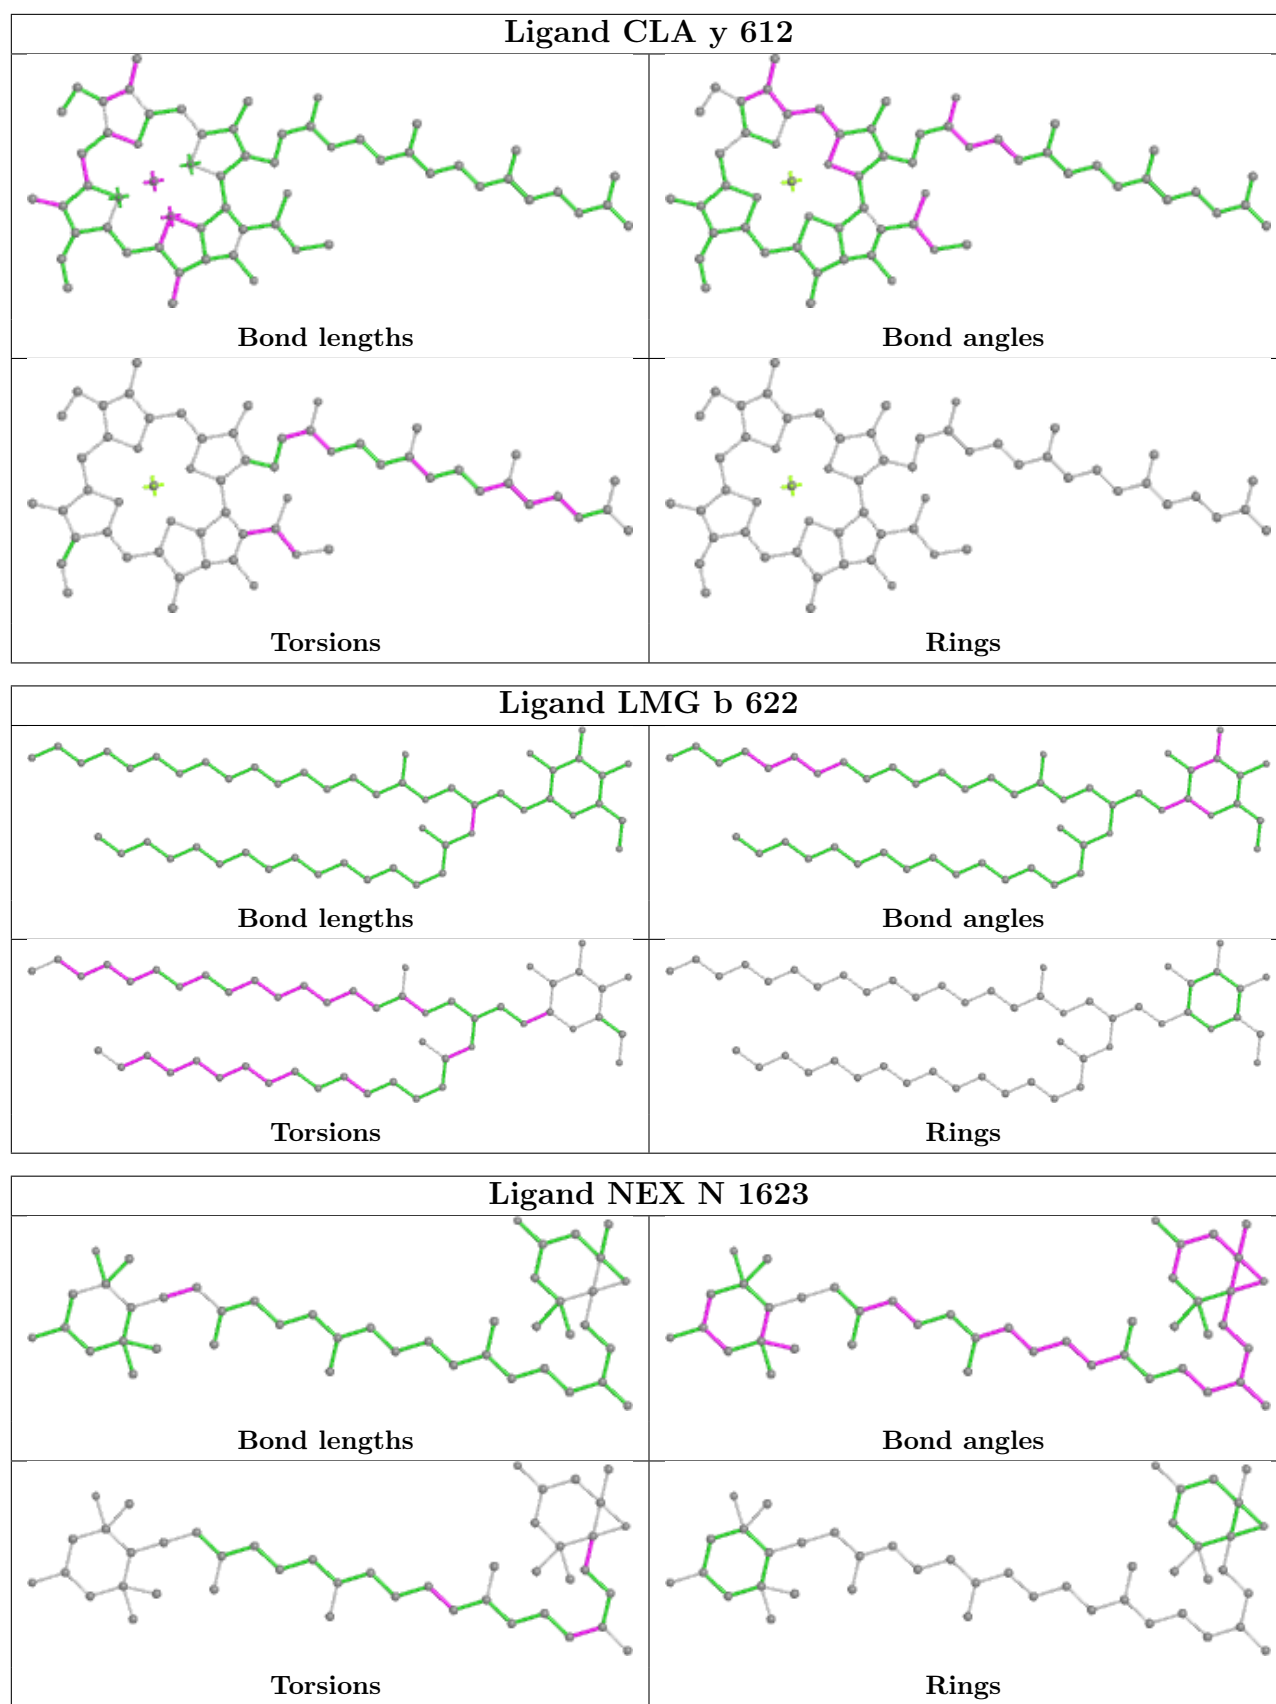 Ligand CLA y 612
Bond lengths
Bond angles
Torsions
Rings
Ligand LMG b 622
Bond lengths
Bond angles
Torsions
Rings
Ligand NEX N 1623
Bond lengths
Bond angles
Torsions
Rings